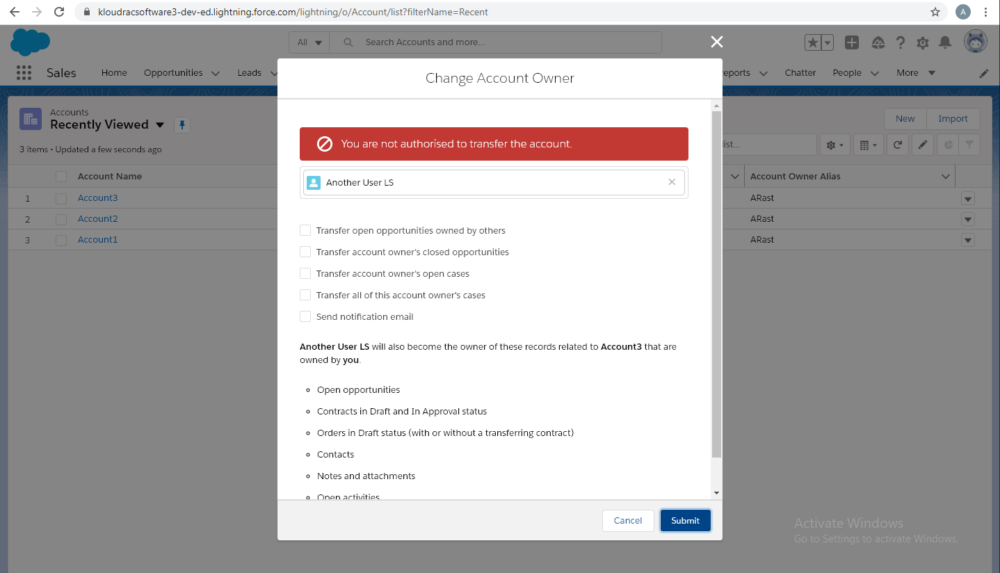 kloudracsoftware3-dev-ed.lightning.force.com/lightning/o/Account/list?filterName=Recent
A
All
Search Accounts and more...
Sales
Home
Opportunities
Leads
eports
Chatter
People
More
Change Account Owner
Accounts
Recently Viewed
New
Import
3 items • Updated a few seconds ago
list...
You are not authorised to transfer the account.
Account Name
Account Owner Alias
Another User LS
1
Account3
ARast
2
Account2
ARast
3
Account1
ARast
Transfer open opportunities owned by others
Transfer account owner's closed opportunities
Transfer account owner's open cases
Transfer all of this account owner's cases
Send notification email
Another User LS will also become the owner of these records related to Account3 that are
owned by you.
Open opportunities
Contracts in Draft and In Approval status
Orders in Draft status (with or without a transferring contract)
Contacts
Notes and attachments
Open activities
Cancel
Submit
Activate Windows
Go to Settings to activate Windows.